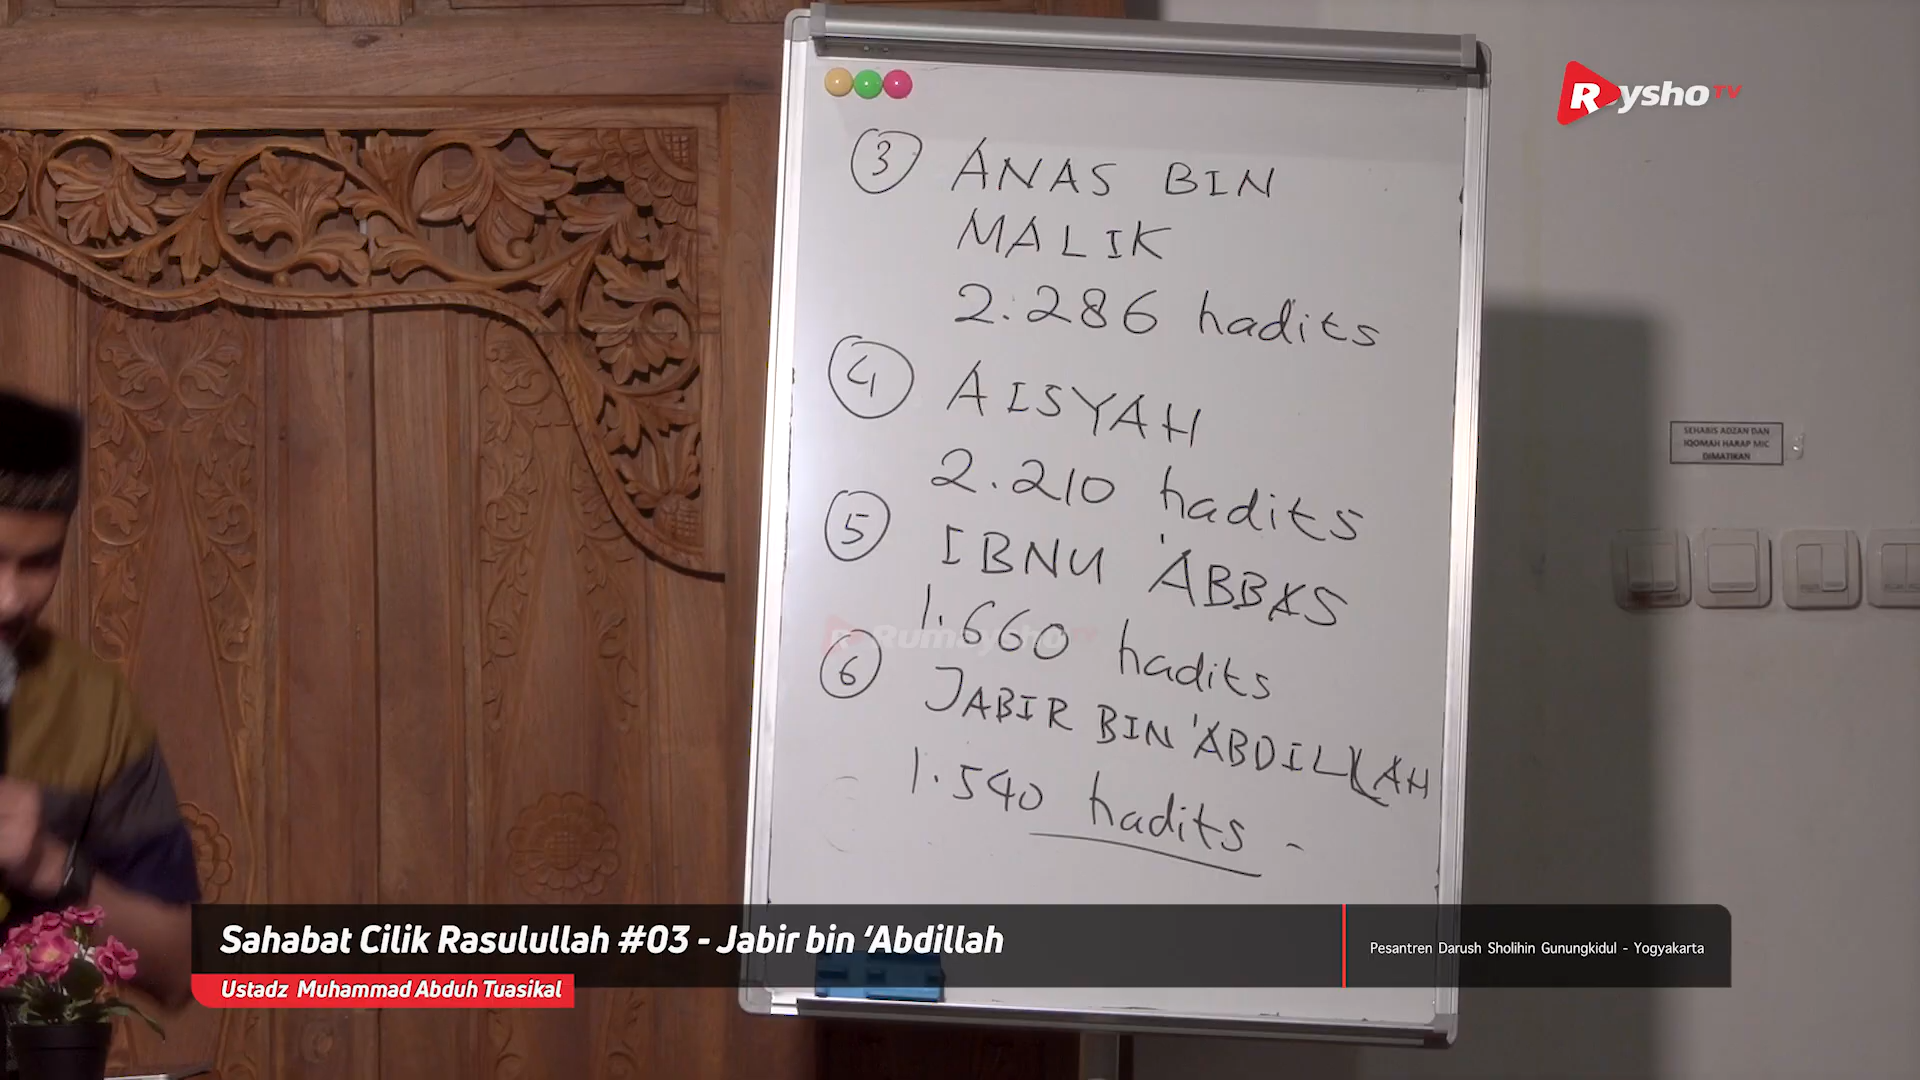 RayshoTV
3 ANAS BIN
MALIK
2.286 hadits
4 AISYAH
2.210 hadits
5 IBNU 'ABBAS
1.660 hadits
6 JABIR BIN 'ABDILLAH
1.540 hadits
RumayshoTV
SEHABIS ADZAN DAN
IQOMAH HARAP MIC
DIMATIKAN
Sahabat Cilik Rasulullah #03 - Jabir bin ‘Abdillah
Ustadz Muhammad Abduh Tuasikal
Pesantren Darush Sholihin Gunungkidul - Yogyakarta